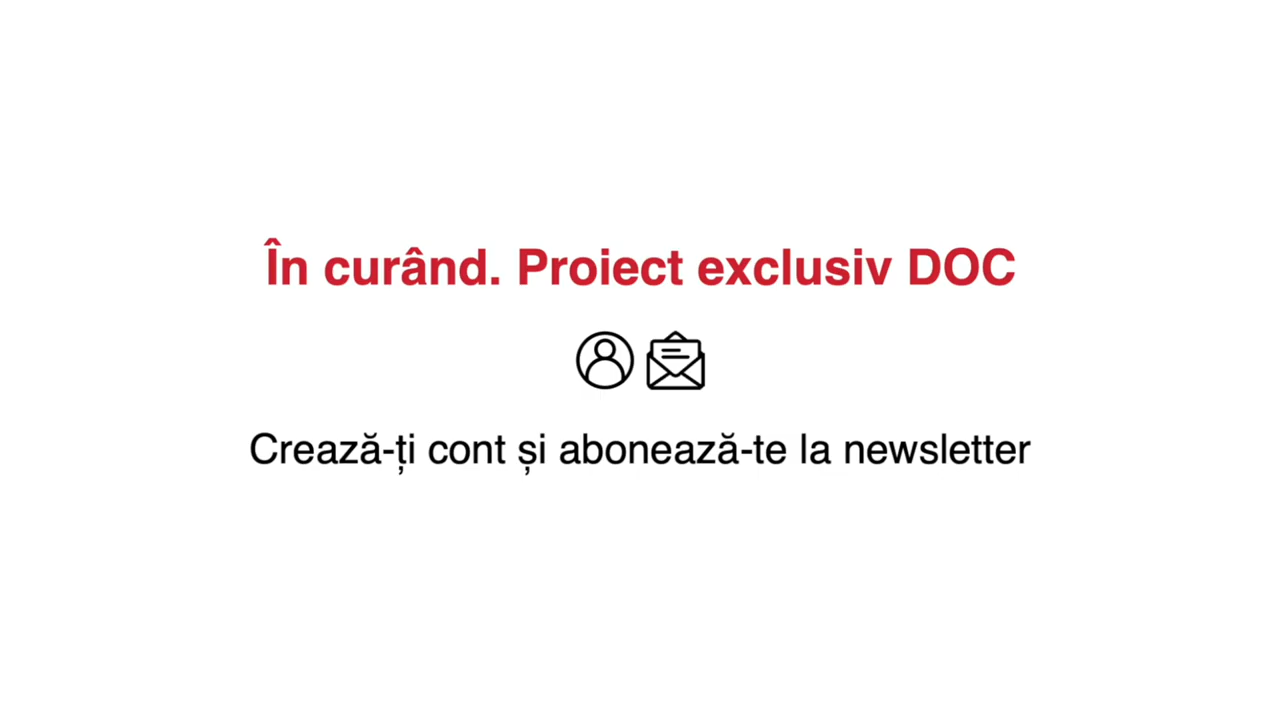 În curând. Proiect exclusiv DOC
Crează-ți cont și abonează-te la newsletter